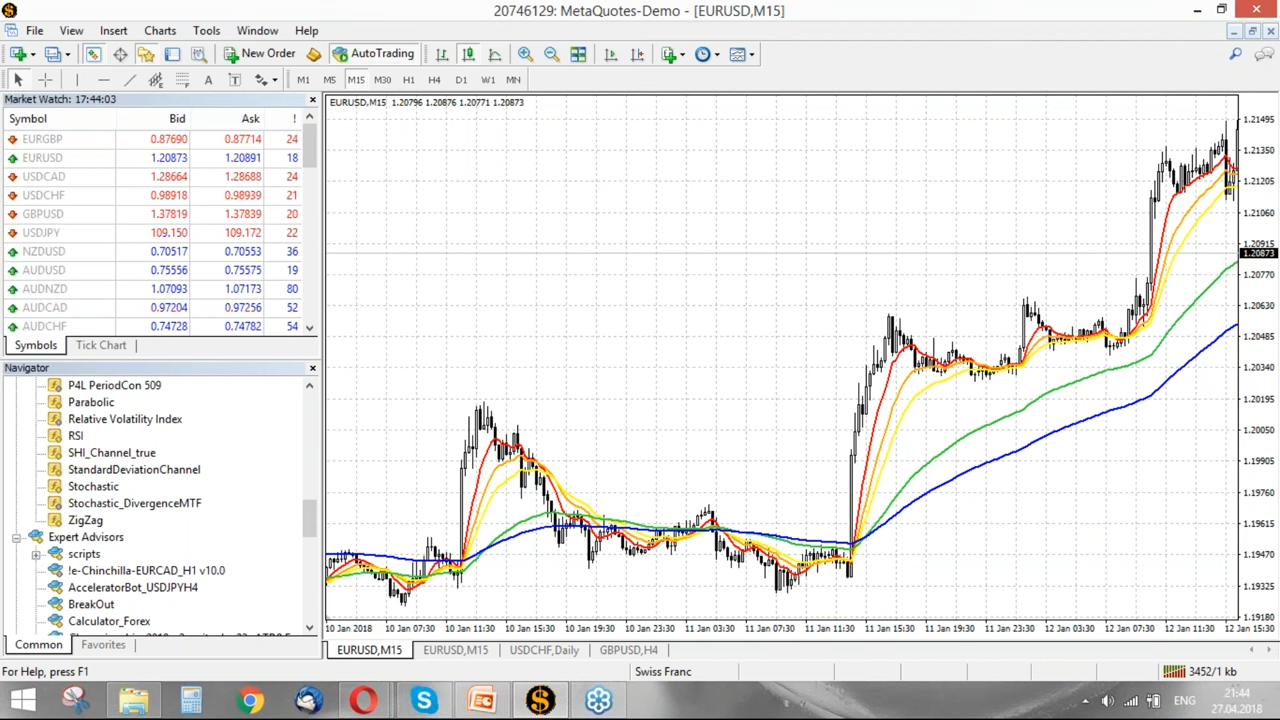 20746129: MetaQuotes-Demo - [EURUSD,M15]
File View Insert Charts Tools Window Help
New Order AutoTrading
A T M1 M5 M15 M30 H1 H4 D1 W1 MN
Market Watch: 17:44:03
Symbol Bid Ask !
EURGBP 0.87690 0.87714 24
EURUSD 1.20873 1.20891 18
USDCAD 1.28664 1.28688 24
USDCHF 0.98918 0.98939 21
GBPUSD 1.37819 1.37839 20
USDJPY 109.150 109.172 22
NZDUSD 0.70517 0.70553 36
AUDUSD 0.75556 0.75575 19
AUDNZD 1.07093 1.07173 80
AUDCAD 0.97204 0.97256 52
AUDCHF 0.74728 0.74782 54
Symbols Tick Chart
Navigator
P4L PeriodCon 509
Parabolic
Relative Volatility Index
RSI
SHI_Channel_true
StandardDeviationChannel
Stochastic
Stochastic_DivergenceMTF
ZigZag
Expert Advisors
scripts
!e-Chinchilla EURCAD_H1 v10.0
AcceleratorBot_USDJPYH4
BreakOut
Calculator_Forex
Common Favorites
EURUSD,M15 1.20796 1.20876 1.20771 1.20873
1.21495
1.21350
1.21205
1.21060
1.20915
1.20873
1.20770
1.20630
1.20485
1.20340
1.20195
1.20050
1.19905
1.19760
1.19615
1.19470
1.19325
1.19180
10 Jan 2018 10 Jan 07:30 10 Jan 11:30 10 Jan 15:30 10 Jan 19:30 10 Jan 23:30 11 Jan 03:30 11 Jan 07:30 11 Jan 11:30 11 Jan 15:30 11 Jan 19:30 11 Jan 23:30 12 Jan 03:30 12 Jan 07:30 12 Jan 11:30 12 Jan 15:30
EURUSD,M15 EURUSD,M15 USDCHF,Daily GBPUSD,H4
For Help, press F1 Swiss Franc 3452/1 kb
ENG
21:44
27.04.2018